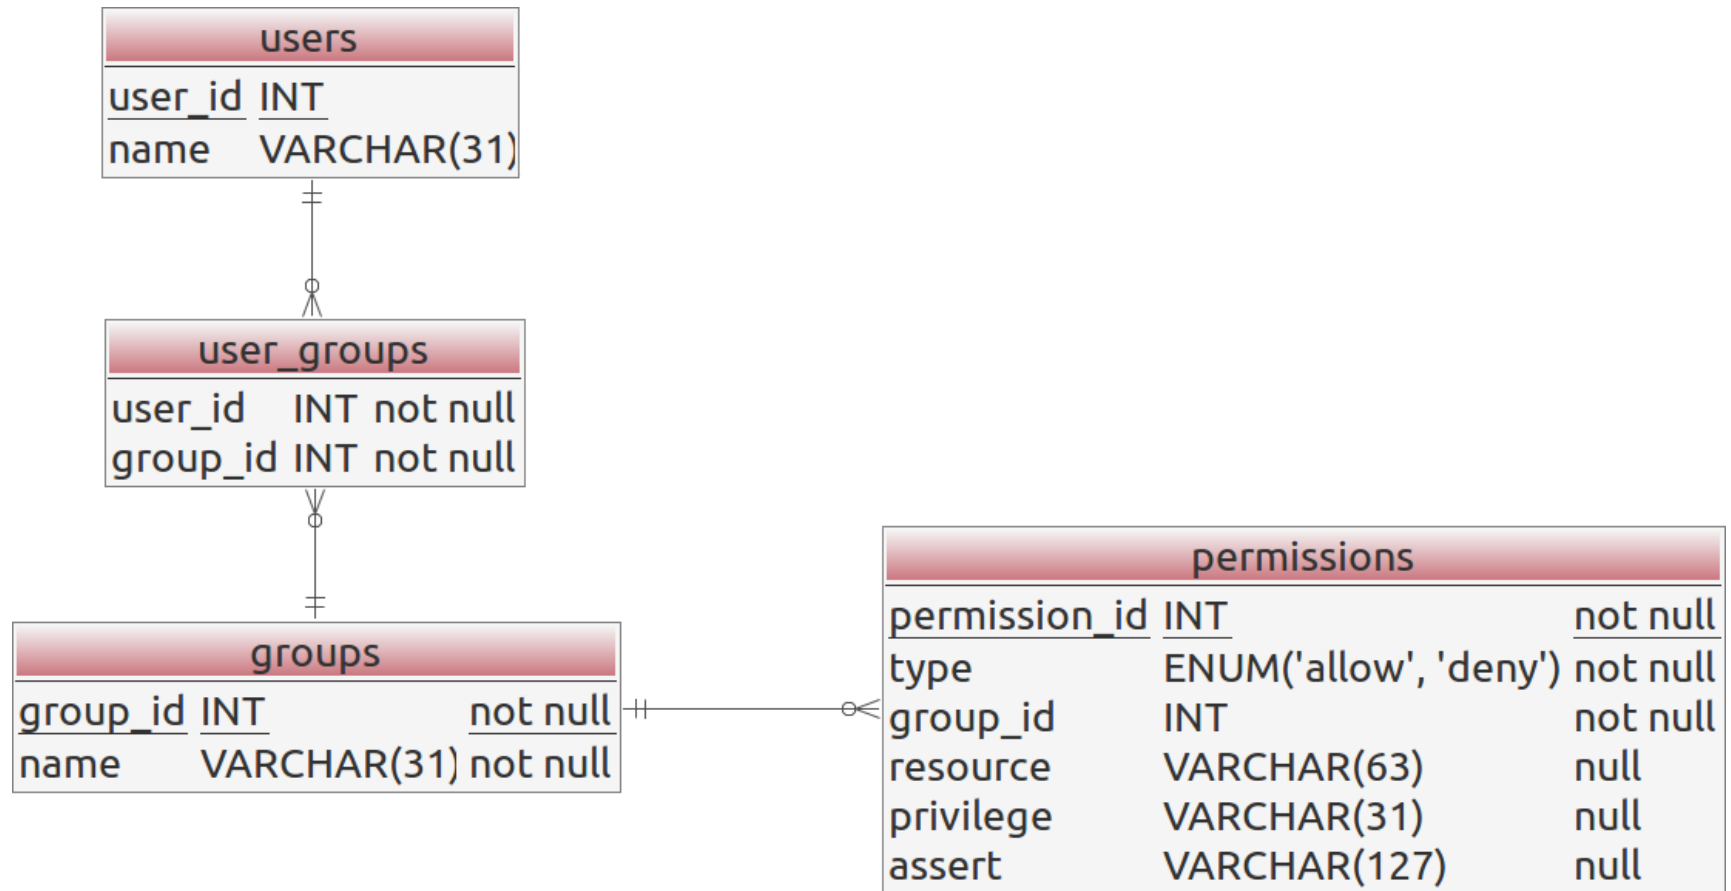 users
user_id INT
name VARCHAR(31)
user_groups
user_id INT not null
group_id INT not null
groups
group_id INT not null
name VARCHAR(31) not null
permissions
permission_id INT not null
type ENUM('allow', 'deny') not null
group_id INT not null
resource VARCHAR(63) null
privilege VARCHAR(31) null
assert VARCHAR(127) null